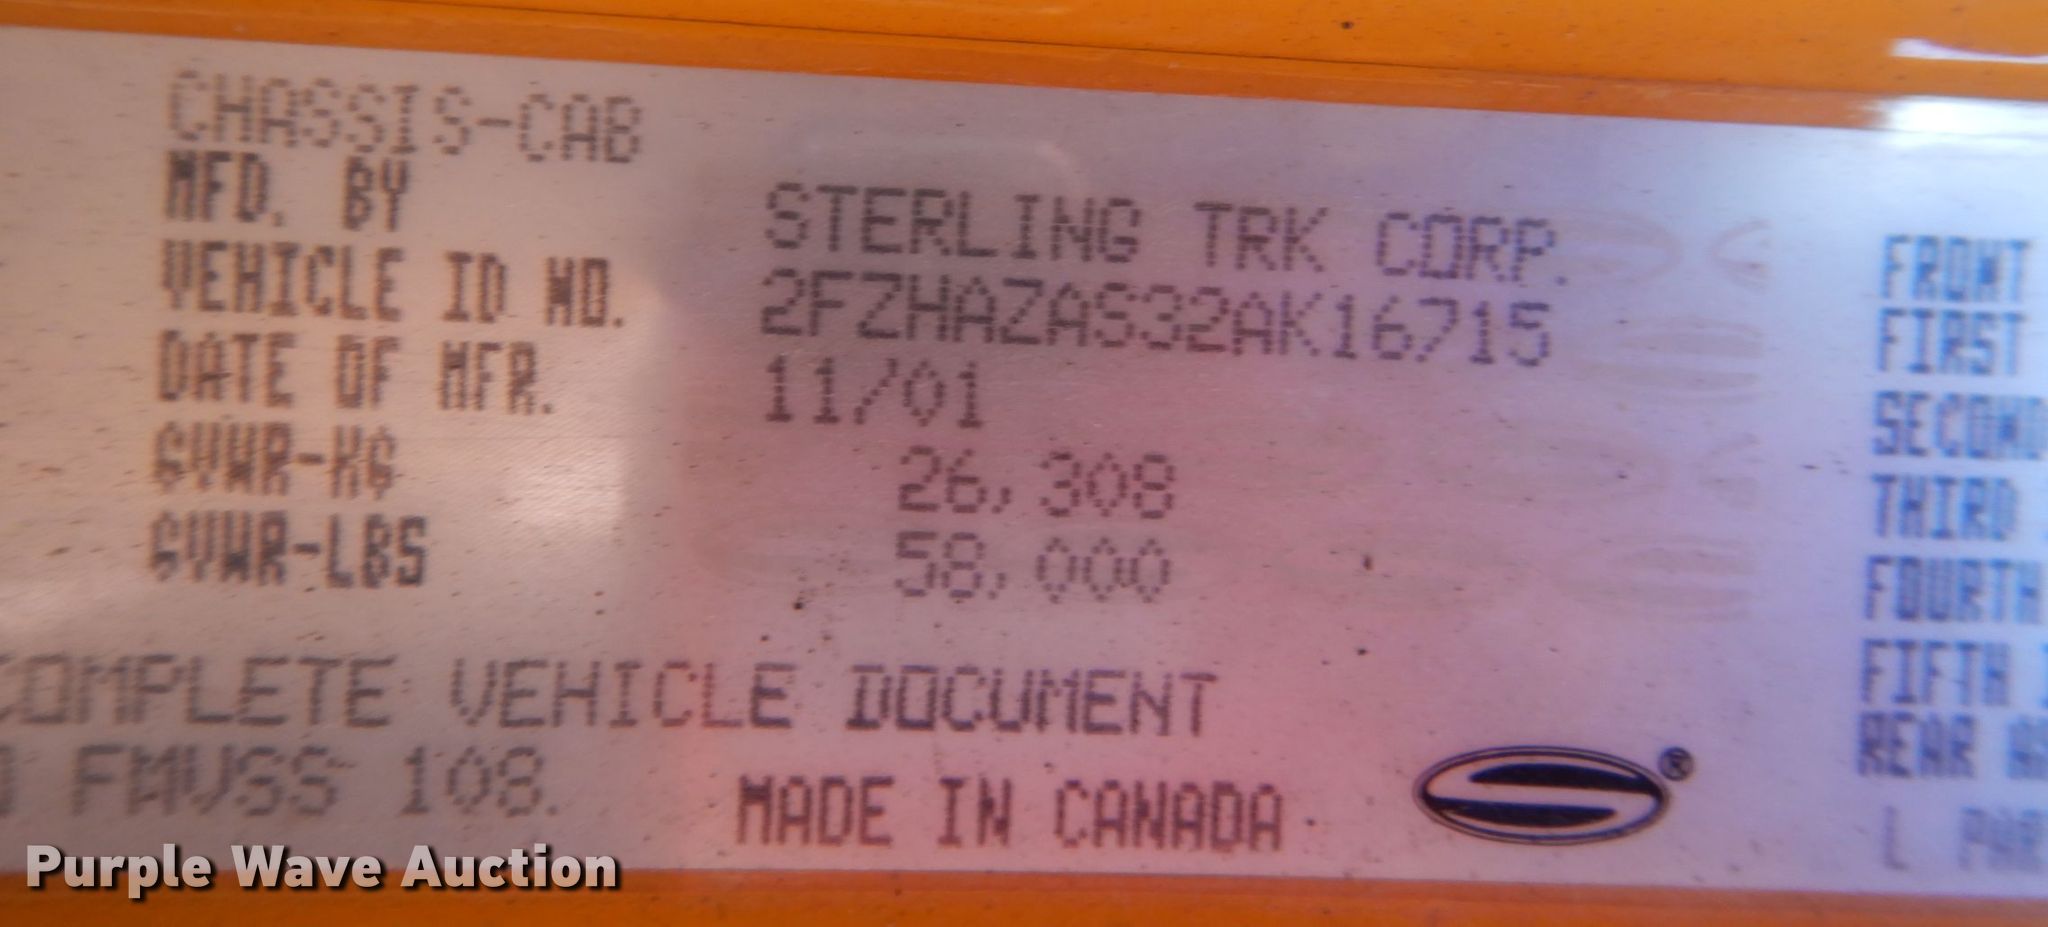 CHASSIS-CAB
MFD. BY STERLING TRK CORP.
VEHICLE ID NO. 2FZHAZAS32AK16715
DATE OF MFR. 11/01
GVWR-KG 26,308
GVWR-LBS 58,000
COMPLETE VEHICLE DOCUMENT
FMVSS 108.
MADE IN CANADA
®
FRONT
FIRST
SECOND
THIRD
FOURTH
FIFTH
REAR
L
Purple Wave Auction